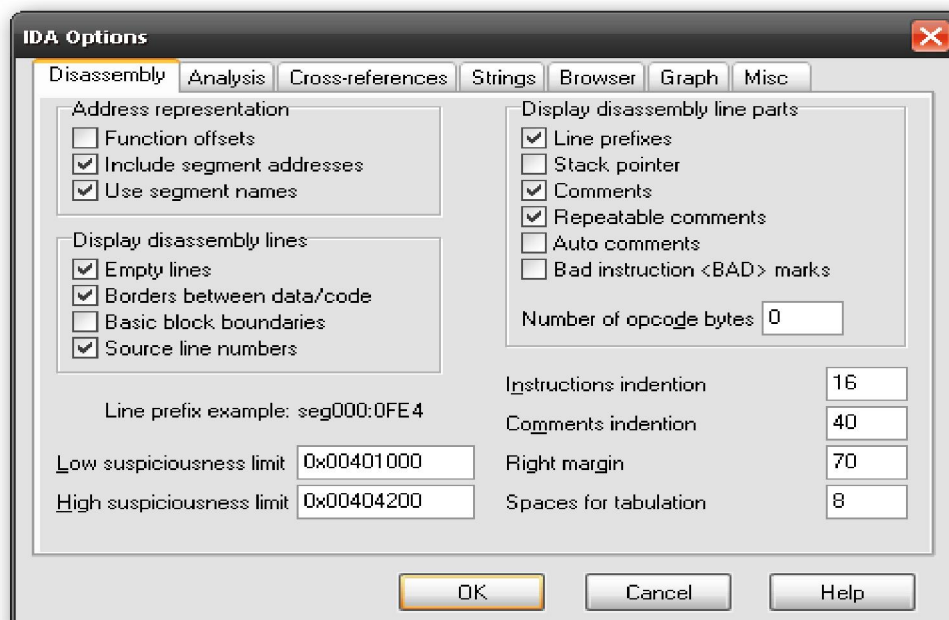 IDA Options
Disassembly Analysis Cross-references Strings Browser Graph Misc
Address representation
Function offsets
Include segment addresses
Use segment names
Display disassembly lines
Empty lines
Borders between data/code
Basic block boundaries
Source line numbers
Line prefix example: seg000:0FE4
Low suspiciousness limit 0x00401000
High suspiciousness limit 0x00404200
Display disassembly line parts
Line prefixes
Stack pointer
Comments
Repeatable comments
Auto comments
Bad instruction <BAD> marks
Number of opcode bytes 0
Instructions indention 16
Comments indention 40
Right margin 70
Spaces for tabulation 8
OK Cancel Help